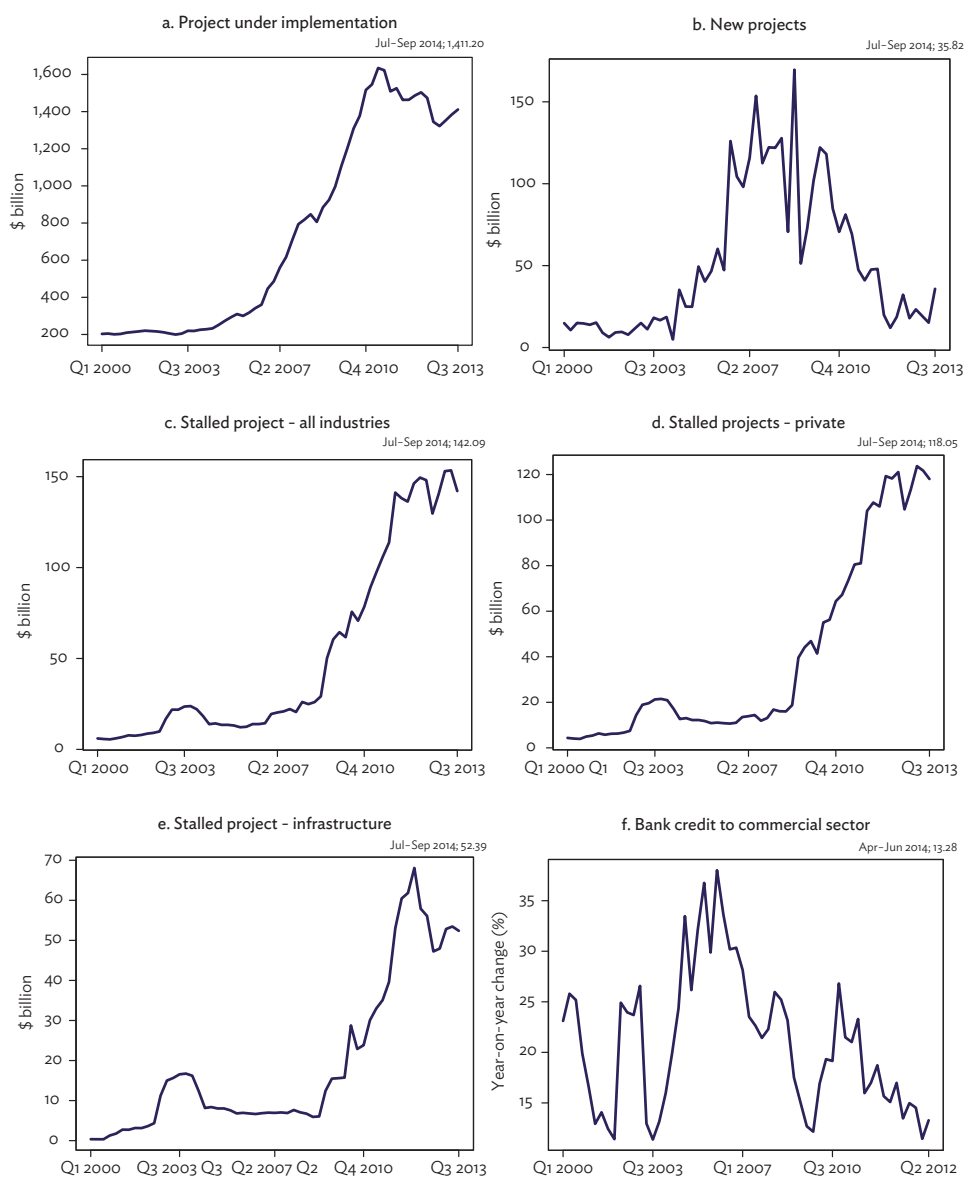 a. Project under implementation
Jul–Sep 2014; 1,411.20
$ billion
1,600
1,400
1,200
1,000
800
600
400
200
Q1 2000 Q3 2003 Q2 2007 Q4 2010 Q3 2013
b. New projects
Jul–Sep 2014; 35.82
$ billion
150
100
50
0
Q1 2000 Q3 2003 Q2 2007 Q4 2010 Q3 2013
c. Stalled project - all industries
Jul–Sep 2014; 142.09
$ billion
150
100
50
0
Q1 2000 Q3 2003 Q2 2007 Q4 2010 Q3 2013
d. Stalled projects - private
Jul–Sep 2014; 118.05
$ billion
120
100
80
60
40
20
0
Q1 2000 Q1 Q3 2003 Q2 2007 Q4 2010 Q3 2013
e. Stalled project - infrastructure
Jul–Sep 2014; 52.39
$ billion
70
60
50
40
30
20
10
0
Q1 2000 Q3 2003 Q3 Q2 2007 Q2 Q4 2010 Q3 2013
f. Bank credit to commercial sector
Apr–Jun 2014; 13.28
Year-on-year change (%)
35
30
25
20
15
Q1 2000 Q3 2003 Q1 2007 Q3 2010 Q2 2012